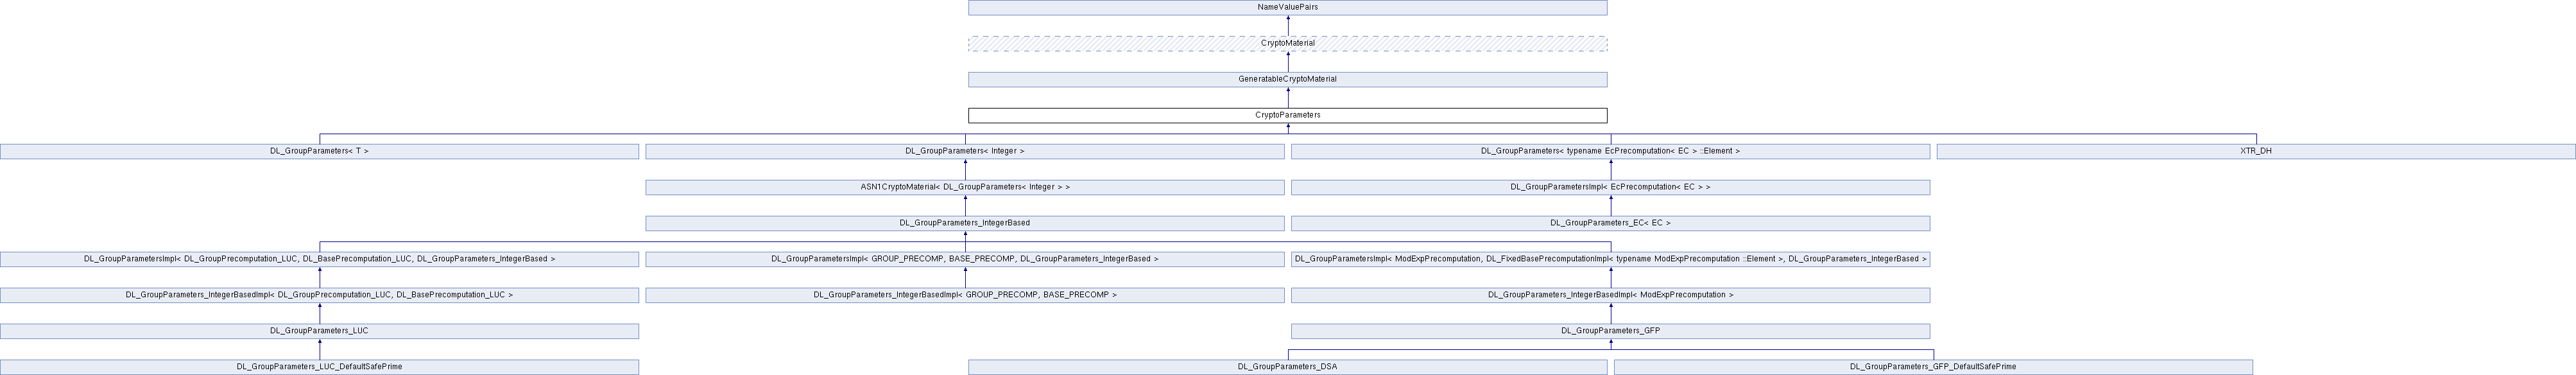 NameValuePairs
CryptoMaterial
GeneratableCryptoMaterial
CryptoParameters
DL_GroupParameters< T >
DL_GroupParameters< Integer >
DL_GroupParameters< typename EcPrecomputation< EC > ::Element >
XTR_DH
ASN1CryptoMaterial< DL_GroupParameters< Integer > >
DL_GroupParametersImpl< EcPrecomputation< EC > >
DL_GroupParameters_IntegerBased
DL_GroupParameters_EC< EC >
DL_GroupParametersImpl< DL_GroupPrecomputation_LUC, DL_BasePrecomputation_LUC, DL_GroupParameters_IntegerBased >
DL_GroupParametersImpl< GROUP_PRECOMP, BASE_PRECOMP, DL_GroupParameters_IntegerBased >
DL_GroupParametersImpl< ModExpPrecomputation, DL_FixedBasePrecomputationImpl< typename ModExpPrecomputation ::Element >, DL_GroupParameters_IntegerBased >
DL_GroupParameters_IntegerBasedImpl< DL_GroupPrecomputation_LUC, DL_BasePrecomputation_LUC >
DL_GroupParameters_IntegerBasedImpl< GROUP_PRECOMP, BASE_PRECOMP >
DL_GroupParameters_IntegerBasedImpl< ModExpPrecomputation >
DL_GroupParameters_LUC
DL_GroupParameters_GFP
DL_GroupParameters_LUC_DefaultSafePrime
DL_GroupParameters_DSA
DL_GroupParameters_GFP_DefaultSafePrime